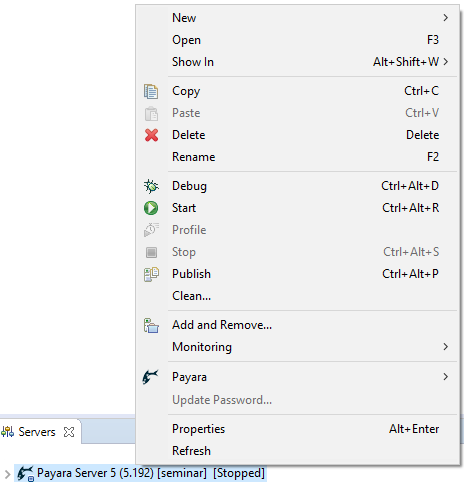 New
Open F3
Show In Alt+Shift+W
Copy Ctrl+C
Paste Ctrl+V
Delete Delete
Rename F2
Debug Ctrl+Alt+D
Start Ctrl+Alt+R
Profile
Stop Ctrl+Alt+S
Publish Ctrl+Alt+P
Clean...
Add and Remove...
Monitoring
Payara
Update Password...
Properties Alt+Enter
Refresh
Servers
Payara Server 5 (5.192) [seminar] [Stopped]